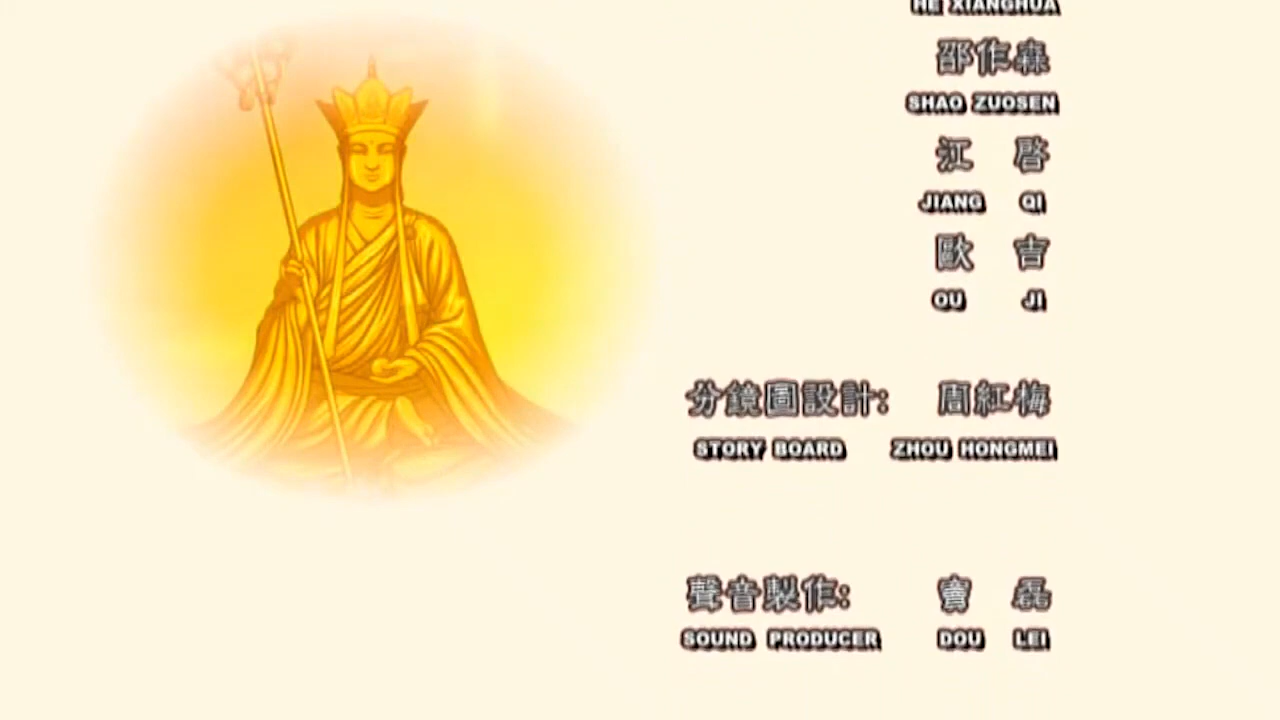 HE XIANGHUA
邵作森
SHAO ZUOSEN
江 啓
JIANG QI
歐 吉
OU JI
分鏡圖設計: 周紅梅
STORY BOARD ZHOU HONGMEI
聲音製作: 竇 磊
SOUND PRODUCER DOU LEI